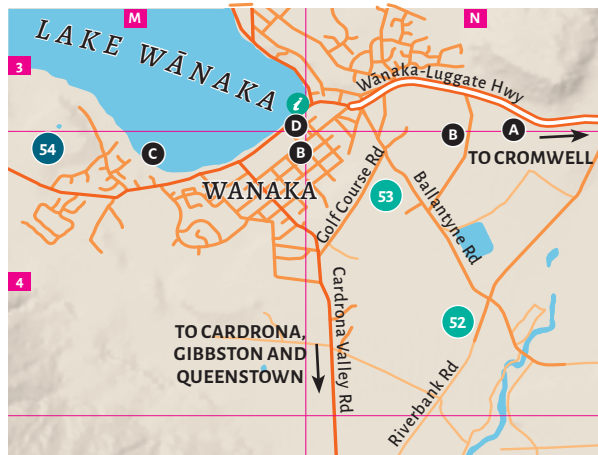 M
N
LAKE WĀNAKA
3
Wānaka-Luggate Hwy
i
D
A
B
54
C
B
TO CROMWELL
WANAKA
53
Golf Course Rd
Ballantyne Rd
4
52
TO CARDRONA,
GIBBSTON AND
QUEENSTOWN
Cardrona Valley Rd
Riverbank Rd